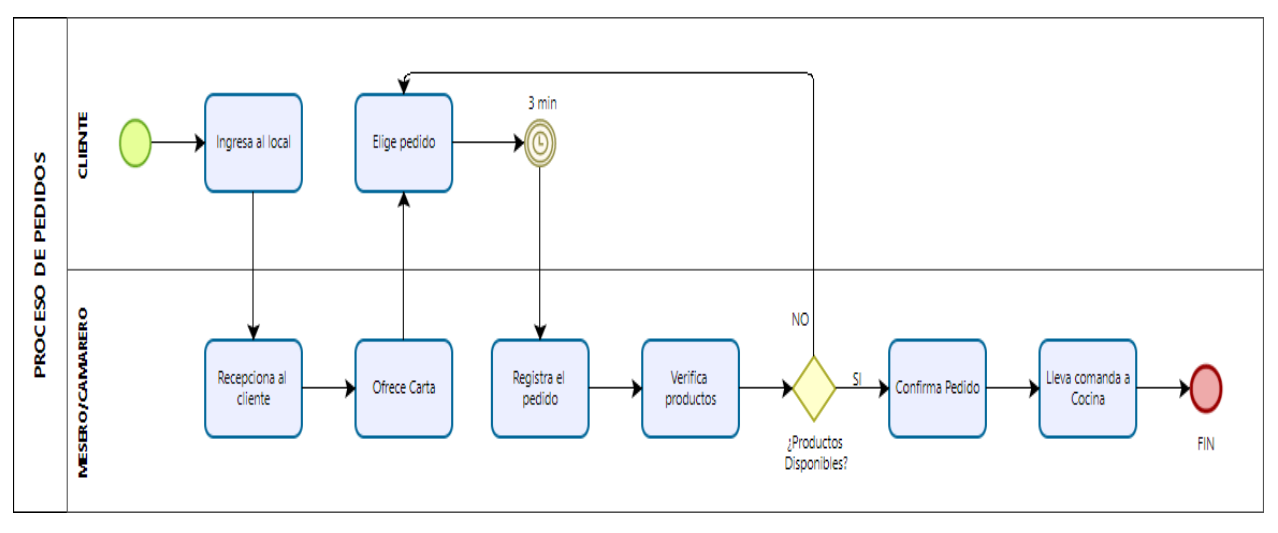 PROCESO DE PEDIDOS
CLIENTE
Ingresa al local
Elige pedido
3 min
MESERO/CAMARERO
Recepciona al
cliente
Ofrece Carta
Registra el
pedido
Verifica
productos
NO
SI
¿Productos
Disponibles?
Confirma Pedido
Lleva comanda a
Cocina
FIN